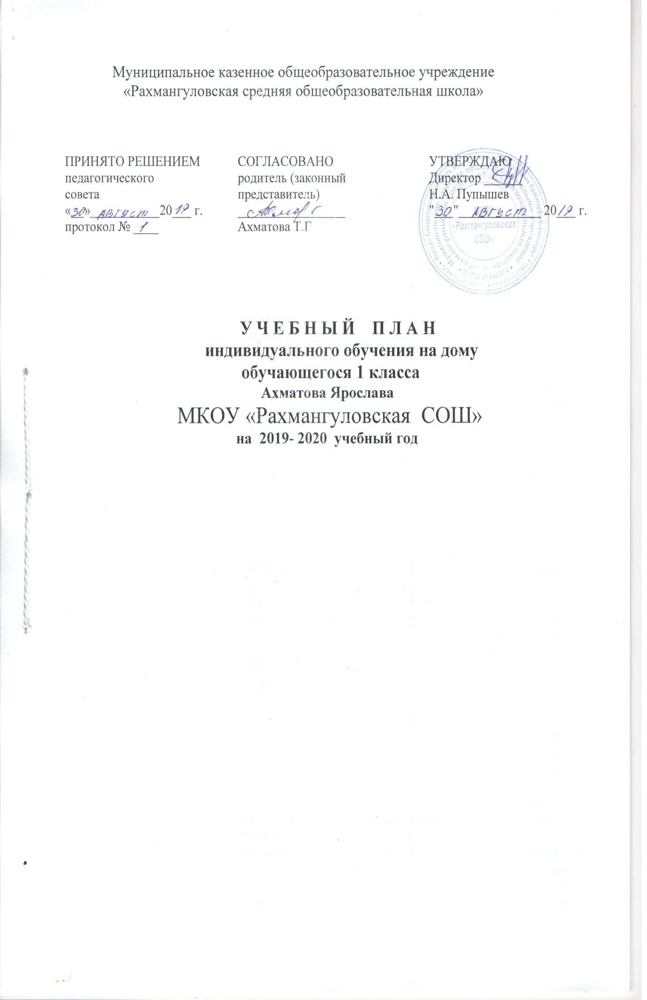 Муниципальное казенное общеобразовательное учреждение
«Рахмангуловская средняя общеобразовательная школа»
ПРИНЯТО РЕШЕНИЕМ
педагогического
совета
«30» август 2019 г.
протокол № 1
СОГЛАСОВАНО
родитель (законный
представитель)
Ахматова Т.Г
УТВЕРЖДАЮ
Директор
Н.А. Пупышев
"30" август 2019 г.
«Рахмангуловская
СОШ»
У Ч Е Б Н Ы Й П Л А Н
индивидуального обучения на дому
обучающегося 1 класса
Ахматова Ярослава
МКОУ «Рахмангуловская СОШ»
на 2019- 2020 учебный год